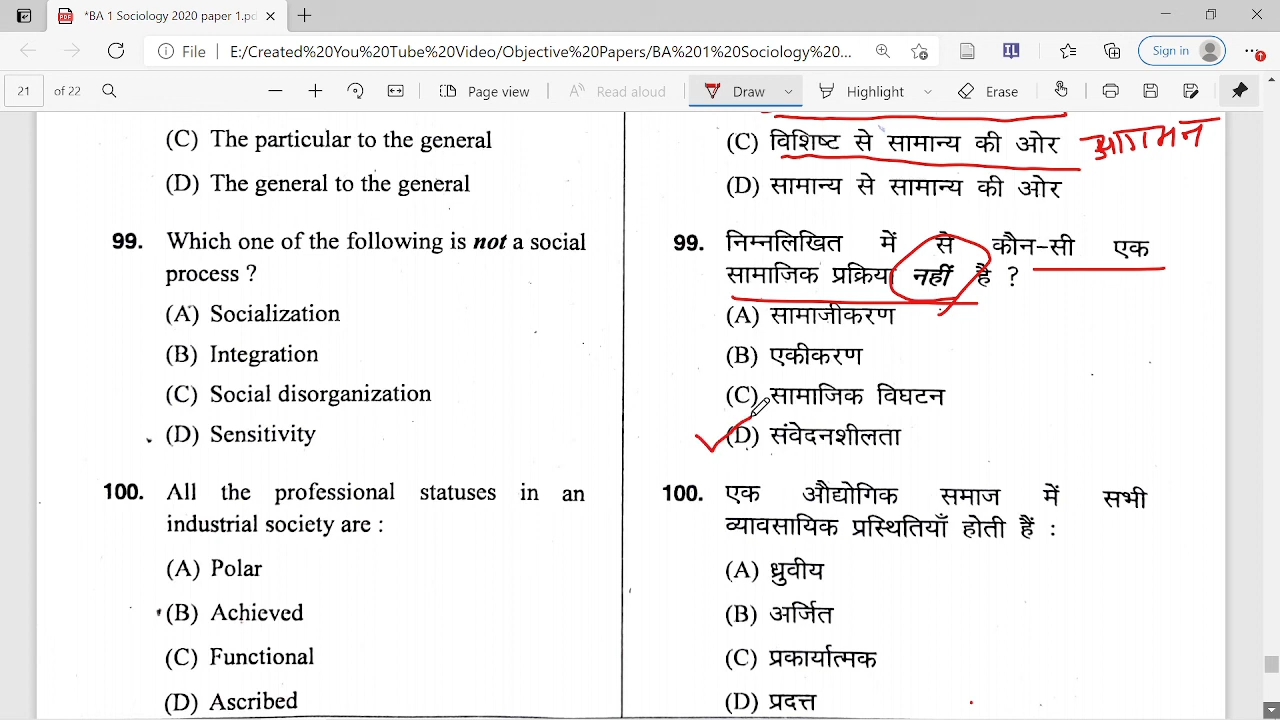 *BA 1 Sociology 2020 paper 1.pd
File E:/Created%20You%20Tube%20Video/Objective%20Papers/BA%201%20Sociology%20... Sign in
21 of 22 Page view Read aloud Draw Highlight Erase
(C) The particular to the general
(D) The general to the general
99. Which one of the following is not a social
process ?
(A) Socialization
(B) Integration
(C) Social disorganization
(D) Sensitivity
100. All the professional statuses in an
industrial society are :
(A) Polar
(B) Achieved
(C) Functional
(D) Ascribed
(C) विशिष्ट से सामान्य की ओर आगमन
(D) सामान्य से सामान्य की ओर
99. निम्नलिखित में से कौन-सी एक
सामाजिक प्रक्रिया नहीं है ?
(A) सामाजीकरण
(B) एकीकरण
(C) सामाजिक विघटन
(D) संवेदनशीलता
100. एक औद्योगिक समाज में सभी
व्यावसायिक प्रस्थितियाँ होती हैं :
(A) ध्रुवीय
(B) अर्जित
(C) प्रकार्यात्मक
(D) प्रदत्त